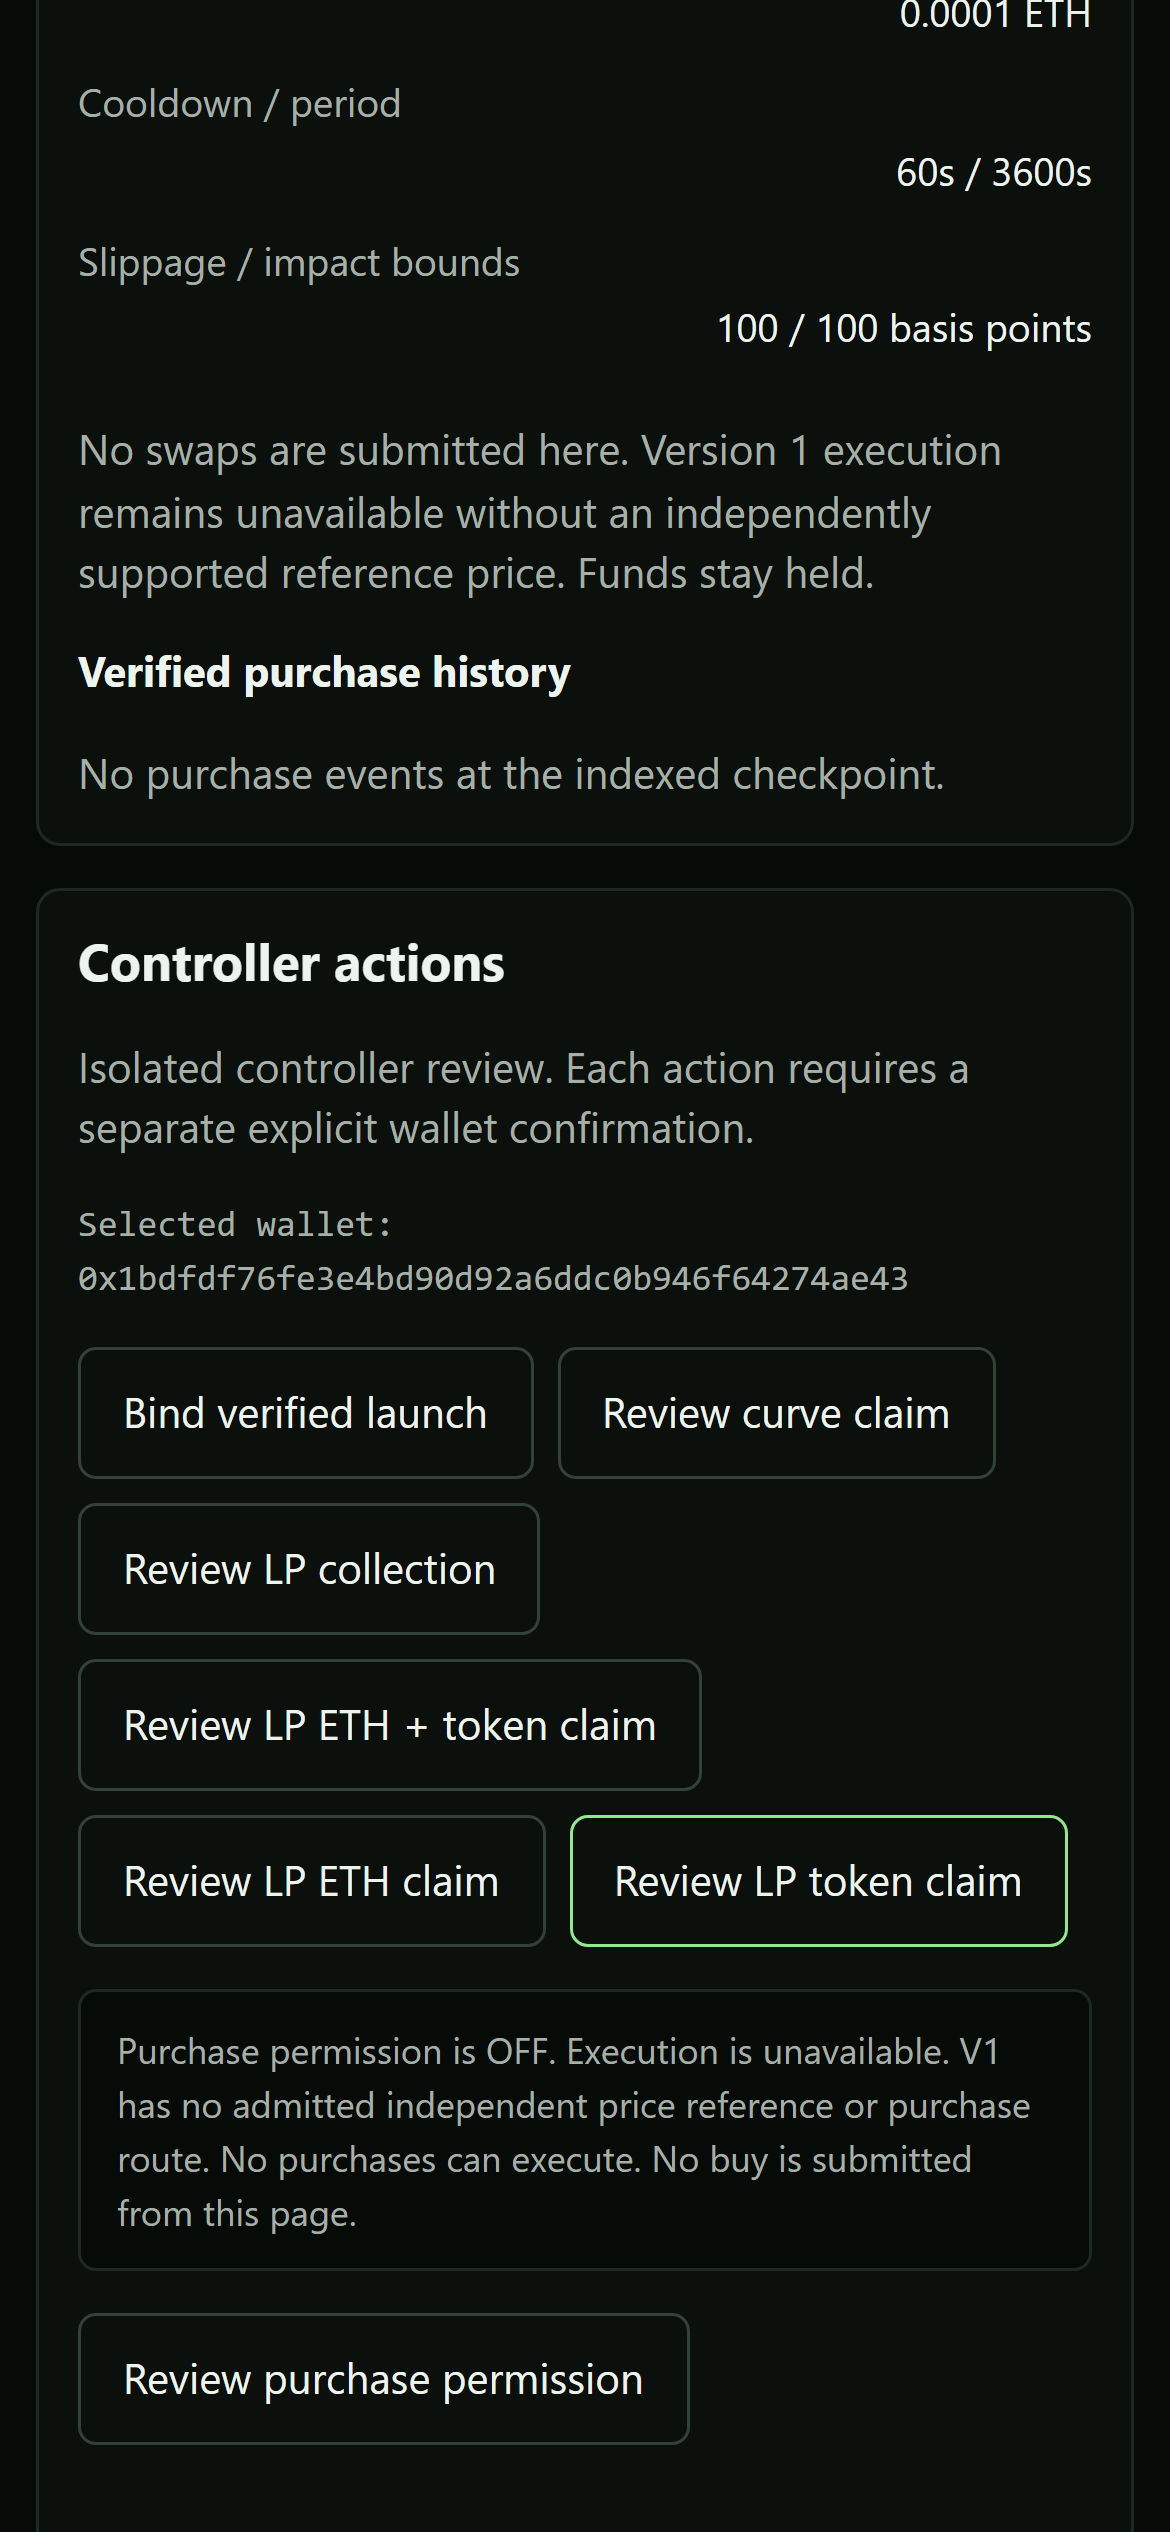 0.0001 ETH
Cooldown / period
60s / 3600s
Slippage / impact bounds
100 / 100 basis points
No swaps are submitted here. Version 1 execution
remains unavailable without an independently
supported reference price. Funds stay held.
Verified purchase history
No purchase events at the indexed checkpoint.
Controller actions
Isolated controller review. Each action requires a
separate explicit wallet confirmation.
Selected wallet:
0x1bdfdf76fe3e4bd90d92a6ddc0b946f64274ae43
Bind verified launch
Review curve claim
Review LP collection
Review LP ETH + token claim
Review LP ETH claim
Review LP token claim
Purchase permission is OFF. Execution is unavailable. V1
has no admitted independent price reference or purchase
route. No purchases can execute. No buy is submitted
from this page.
Review purchase permission